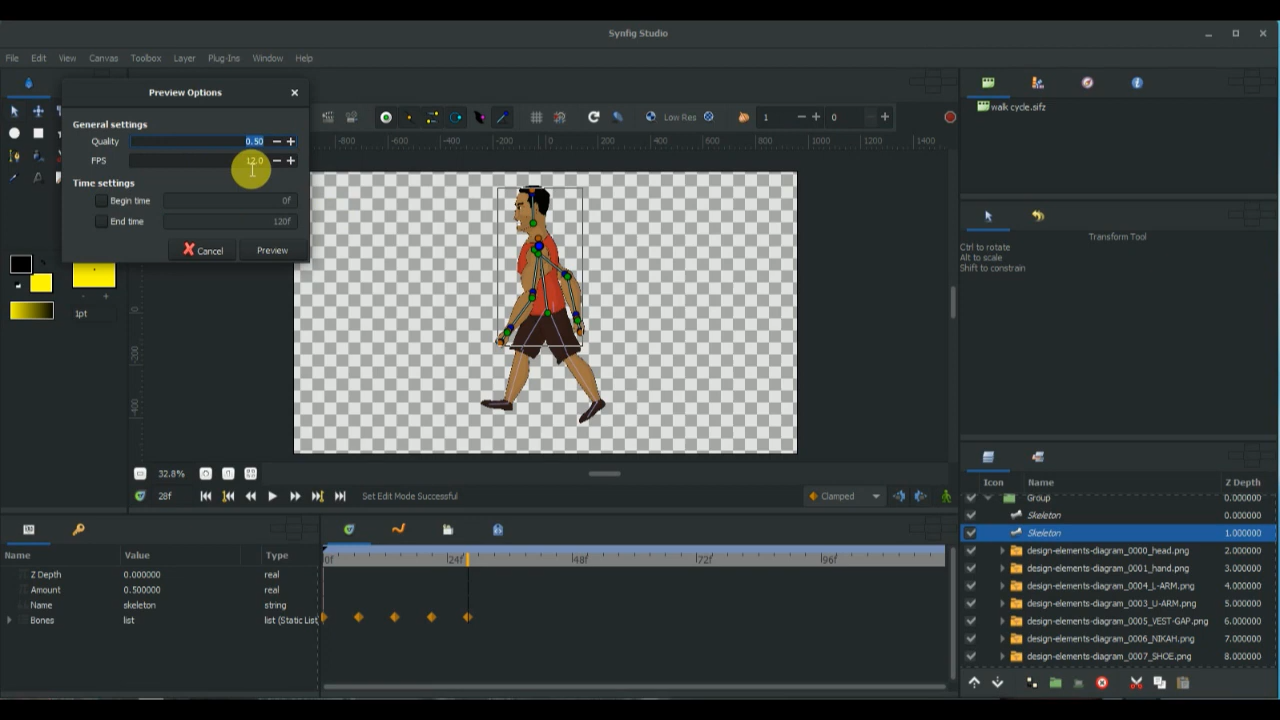 Synfig Studio
File Edit View Canvas Toolbox Layer Plug-Ins Window Help
Preview Options
General settings
Quality 0.50
FPS 12.0
Time settings
Begin time 0f
End time 120f
Cancel Preview
1pt
Low Res 1 0
-800 -600 -400 -200 0 200 400 600 800 1000 1200 1400
-200
-400
walk cycle.sifz
Transform Tool
Ctrl to rotate
Alt to scale
Shift to constrain
32.8%
28f Set Edit Mode Successful Clamped
Name Value Type
Z Depth 0.000000 real
Amount 0.500000 real
Name skeleton string
Bones list list (Static List
0f 24f 48f 72f 96f
Icon Name Z Depth
Group 0.000000
Skeleton 0.000000
Skeleton 1.000000
design-elements-diagram_0000_head.png 2.000000
design-elements-diagram_0001_hand.png 3.000000
design-elements-diagram_0004_L-ARM.png 4.000000
design-elements-diagram_0003_U-ARM.png 5.000000
design-elements-diagram_0005_VEST-GAP.png 6.000000
design-elements-diagram_0006_NIKAH.png 7.000000
design-elements-diagram_0007_SHOE.png 8.000000